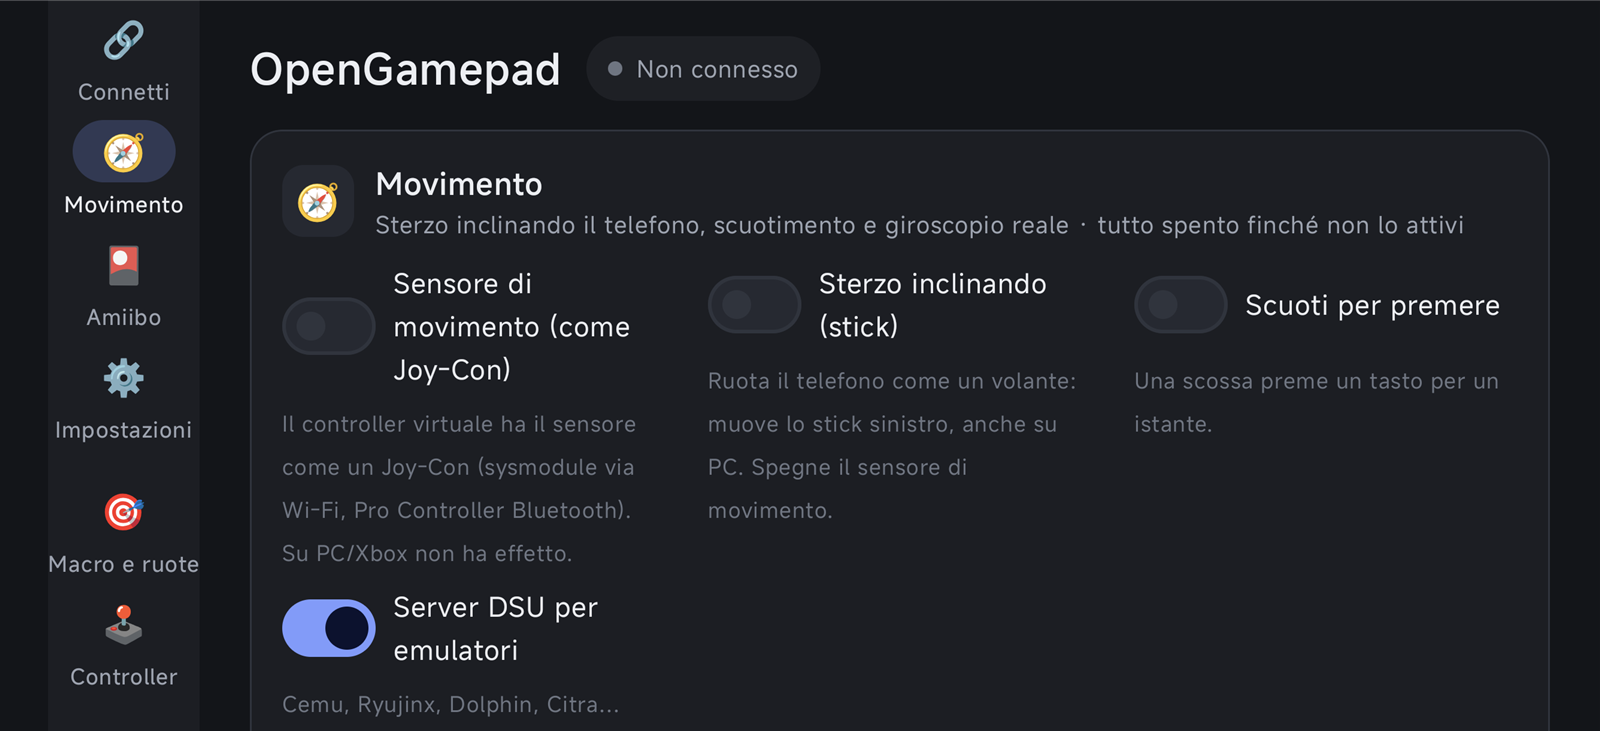 Connetti
Movimento
Amiibo
Impostazioni
Macro e ruote
Controller
OpenGamepad
Non connesso
Movimento
Sterzo inclinando il telefono, scuotimento e giroscopio reale · tutto spento finché non lo attivi
Sensore di
movimento (come
Joy-Con)
Il controller virtuale ha il sensore
come un Joy-Con (sysmodule via
Wi-Fi, Pro Controller Bluetooth).
Su PC/Xbox non ha effetto.
Sterzo inclinando
(stick)
Ruota il telefono come un volante:
muove lo stick sinistro, anche su
PC. Spegne il sensore di
movimento.
Scuoti per premere
Una scossa preme un tasto per un
istante.
Server DSU per
emulatori
Cemu, Ryujinx, Dolphin, Citra...